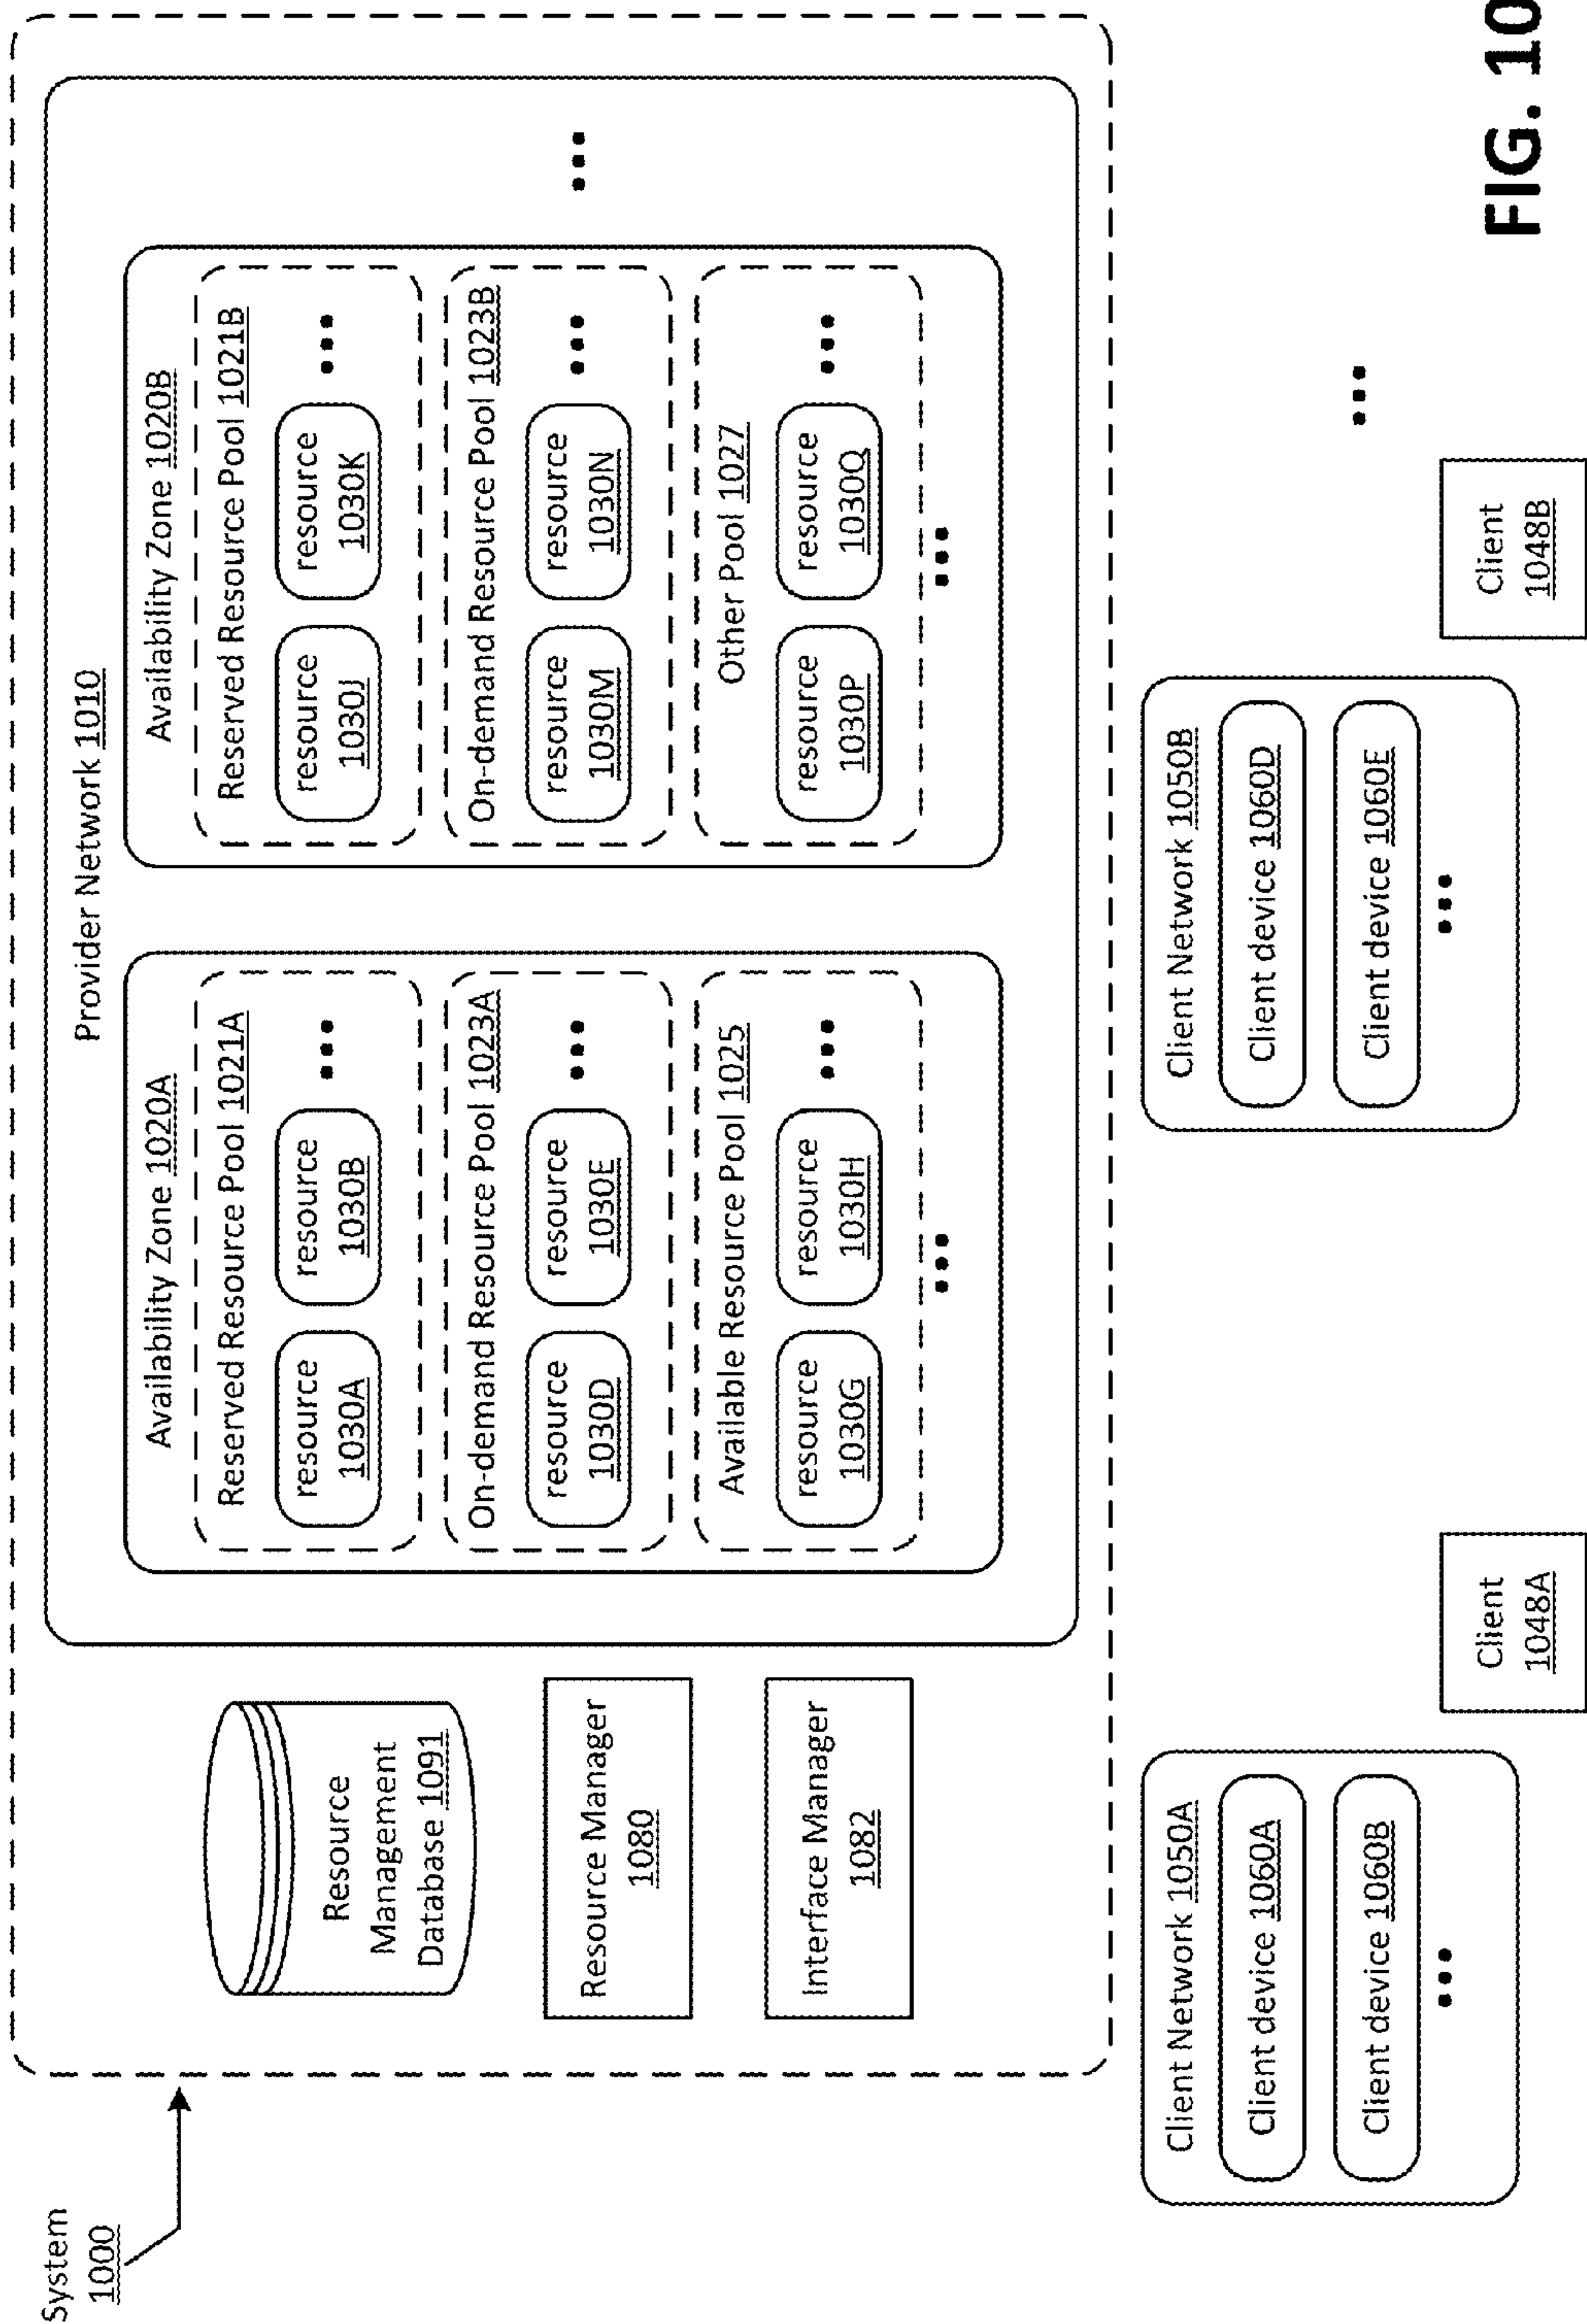 System
1000
Provider Network 1010
Resource
Management
Database 1091
Resource Manager
1080
Interface Manager
1082
Availability Zone 1020A
Reserved Resource Pool 1021A
resource
1030A
resource
1030B
...
On-demand Resource Pool 1023A
resource
1030D
resource
1030E
...
Available Resource Pool 1025
resource
1030G
resource
1030H
...
...
Availability Zone 1020B
Reserved Resource Pool 1021B
resource
1030J
resource
1030K
...
On-demand Resource Pool 1023B
resource
1030M
resource
1030N
...
Other Pool 1027
resource
1030P
resource
1030Q
...
...
...
Client Network 1050A
Client device 1060A
Client device 1060B
...
Client
1048A
Client Network 1050B
Client device 1060D
Client device 1060E
...
Client
1048B
...
FIG. 10